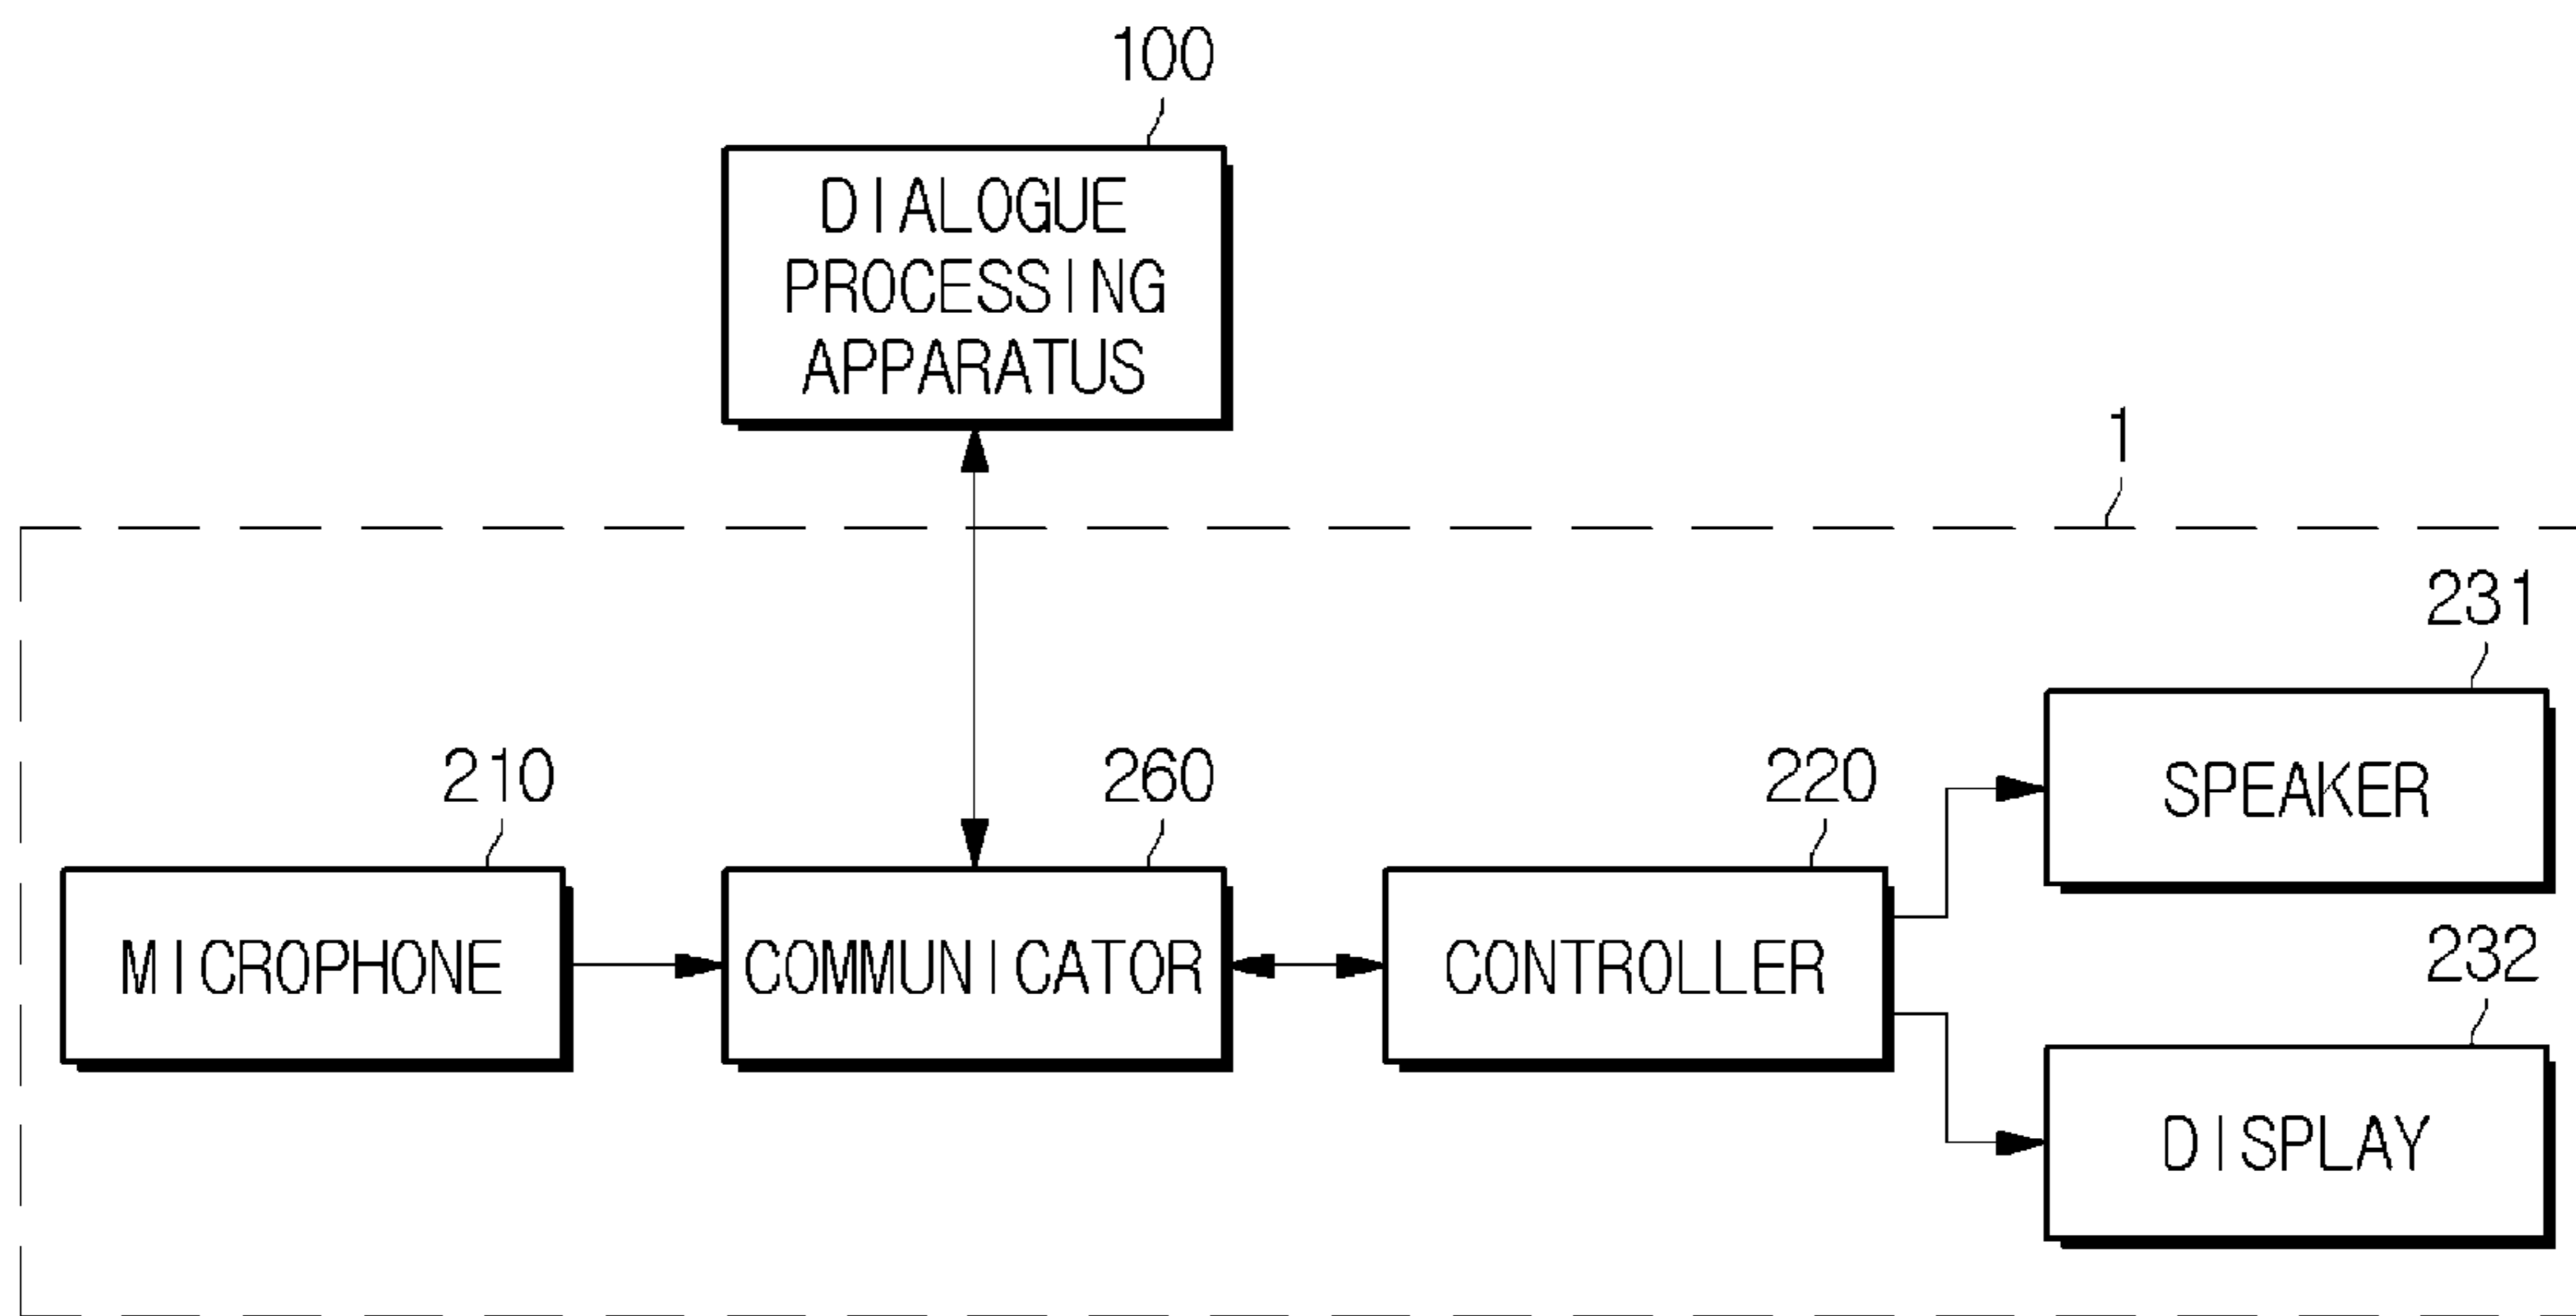 100
DIALOGUE
PROCESSING
APPARATUS
1
231
SPEAKER
210
260
220
MICROPHONE
COMMUNICATOR
CONTROLLER
232
DISPLAY